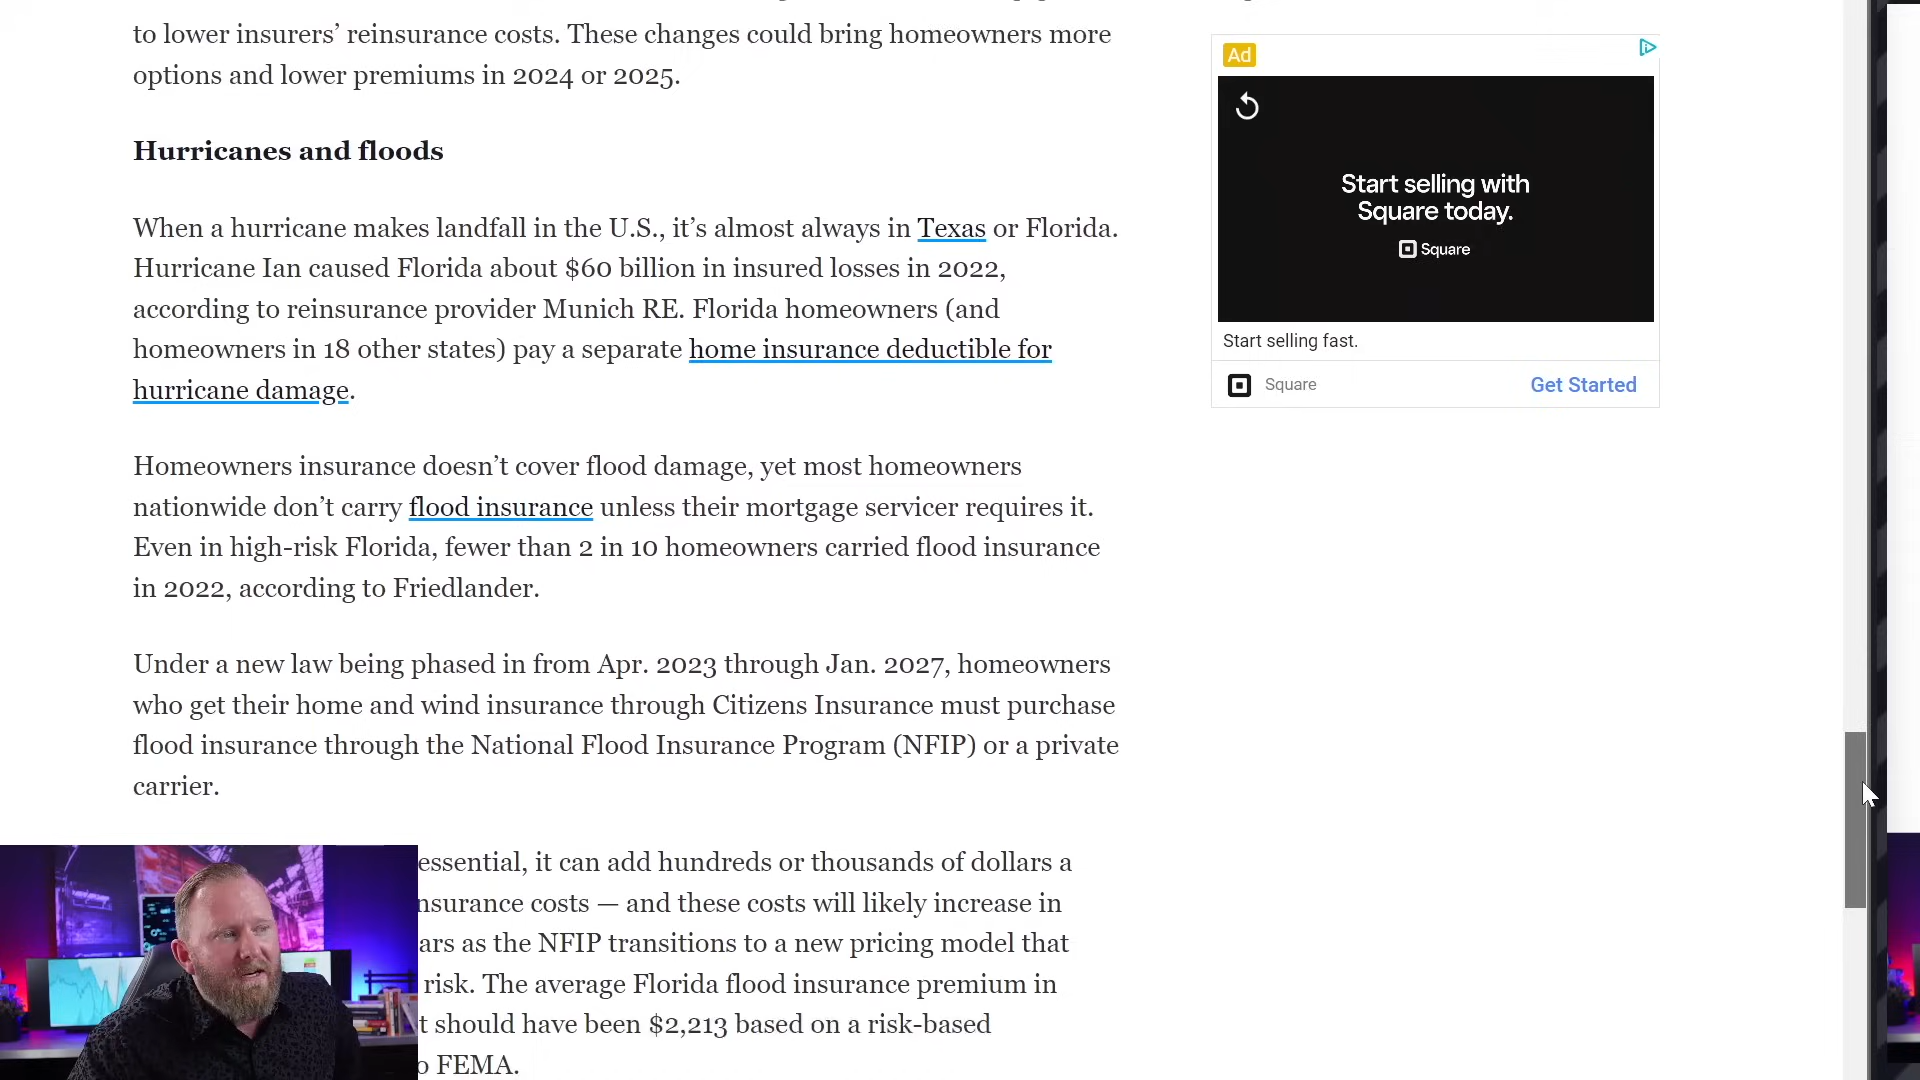 to lower insurers’ reinsurance costs. These changes could bring homeowners more
options and lower premiums in 2024 or 2025.
Hurricanes and floods
When a hurricane makes landfall in the U.S., it’s almost always in Texas or Florida.
Hurricane Ian caused Florida about $60 billion in insured losses in 2022,
according to reinsurance provider Munich RE. Florida homeowners (and
homeowners in 18 other states) pay a separate home insurance deductible for
hurricane damage.
Homeowners insurance doesn’t cover flood damage, yet most homeowners
nationwide don’t carry flood insurance unless their mortgage servicer requires it.
Even in high-risk Florida, fewer than 2 in 10 homeowners carried flood insurance
in 2022, according to Friedlander.
Under a new law being phased in from Apr. 2023 through Jan. 2027, homeowners
who get their home and wind insurance through Citizens Insurance must purchase
flood insurance through the National Flood Insurance Program (NFIP) or a private
carrier.
essential, it can add hundreds or thousands of dollars a
nsurance costs — and these costs will likely increase in
ars as the NFIP transitions to a new pricing model that
risk. The average Florida flood insurance premium in
t should have been $2,213 based on a risk-based
o FEMA.
Ad
Start selling with
Square today.
Square
Start selling fast.
Square
Get Started